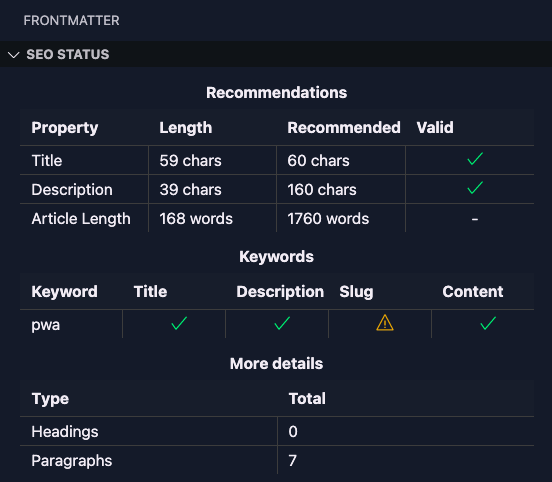 FRONTMATTER
SEO STATUS
Recommendations
Property Length Recommended Valid
Title 59 chars 60 chars
Description 39 chars 160 chars
Article Length 168 words 1760 words -
Keywords
Keyword Title Description Slug Content
pwa
More details
Type Total
Headings 0
Paragraphs 7